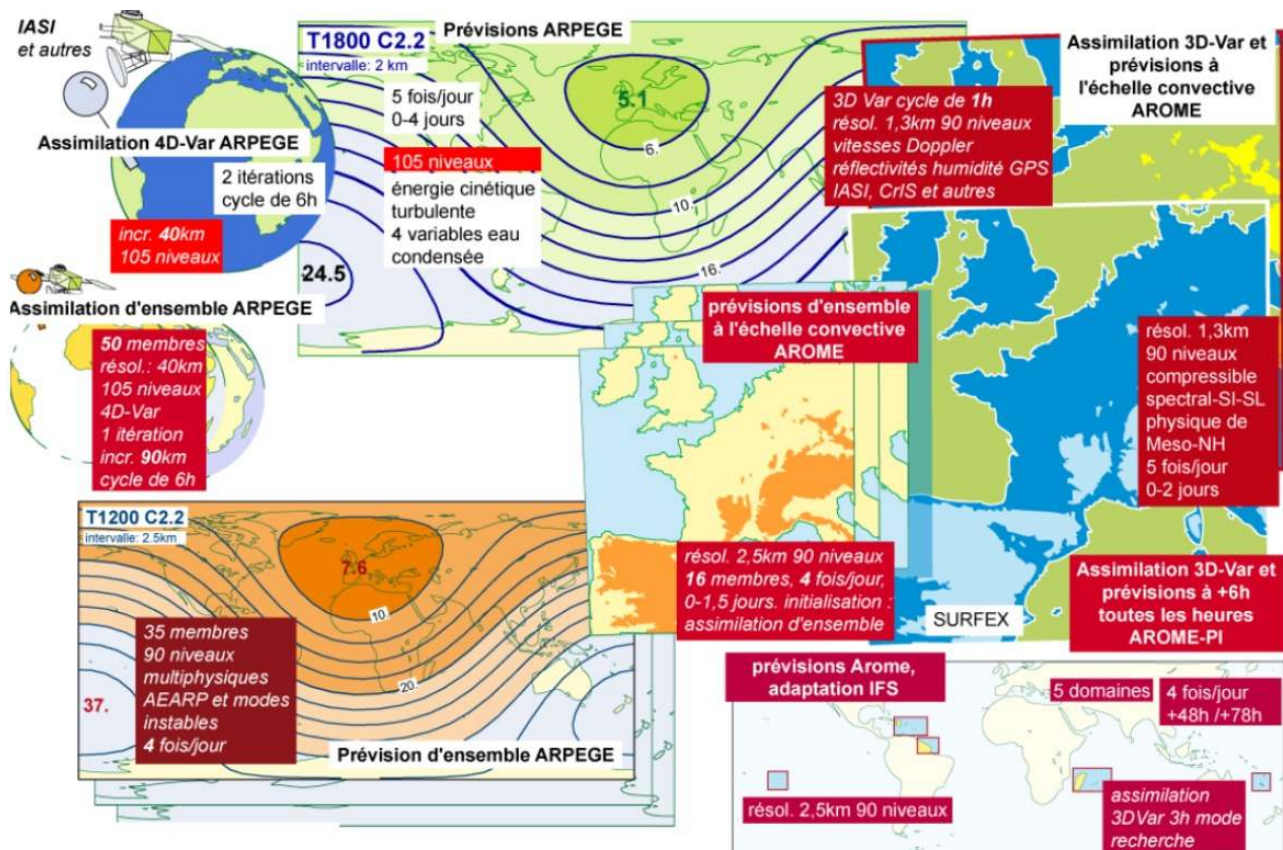 IASI
et autres
Assimilation 4D-Var ARPEGE
2 itérations
cycle de 6h
incr. 40km
105 niveaux
T1800 C2.2
intervalle: 2 km
Prévisions ARPEGE
5 fois/jour
0-4 jours
105 niveaux
énergie cinétique
turbulente
4 variables eau
condensée
5.1
6.
10.
16.
24.5
Assimilation 3D-Var et
prévisions à
l'échelle convective
AROME
3D Var cycle de 1h
résol. 1,3km 90 niveaux
vitesses Doppler
réflectivités humidité GPS
IASI, CrIS et autres
résol. 1,3km
90 niveaux
compressible
spectral-SI-SL
physique de
Meso-NH
5 fois/jour
0-2 jours
Assimilation d'ensemble ARPEGE
50 membres
résol.: 40km
105 niveaux
4D-Var
1 itération
incr. 90km
cycle de 6h
prévisions d'ensemble
à l'échelle convective
AROME
résol. 2,5km 90 niveaux
16 membres, 4 fois/jour,
0-1,5 jours. initialisation :
assimilation d'ensemble
SURFEX
Assimilation 3D-Var et
prévisions à +6h
toutes les heures
AROME-PI
T1200 C2.2
intervalle: 2.5km
7.6
10.
20.
37.
35 membres
90 niveaux
multiphysiques
AEARP et modes
instables
4 fois/jour
Prévision d'ensemble ARPEGE
prévisions Arome,
adaptation IFS
5 domaines
4 fois/jour
+48h /+78h
résol. 2,5km 90 niveaux
assimilation
3DVar 3h mode
recherche